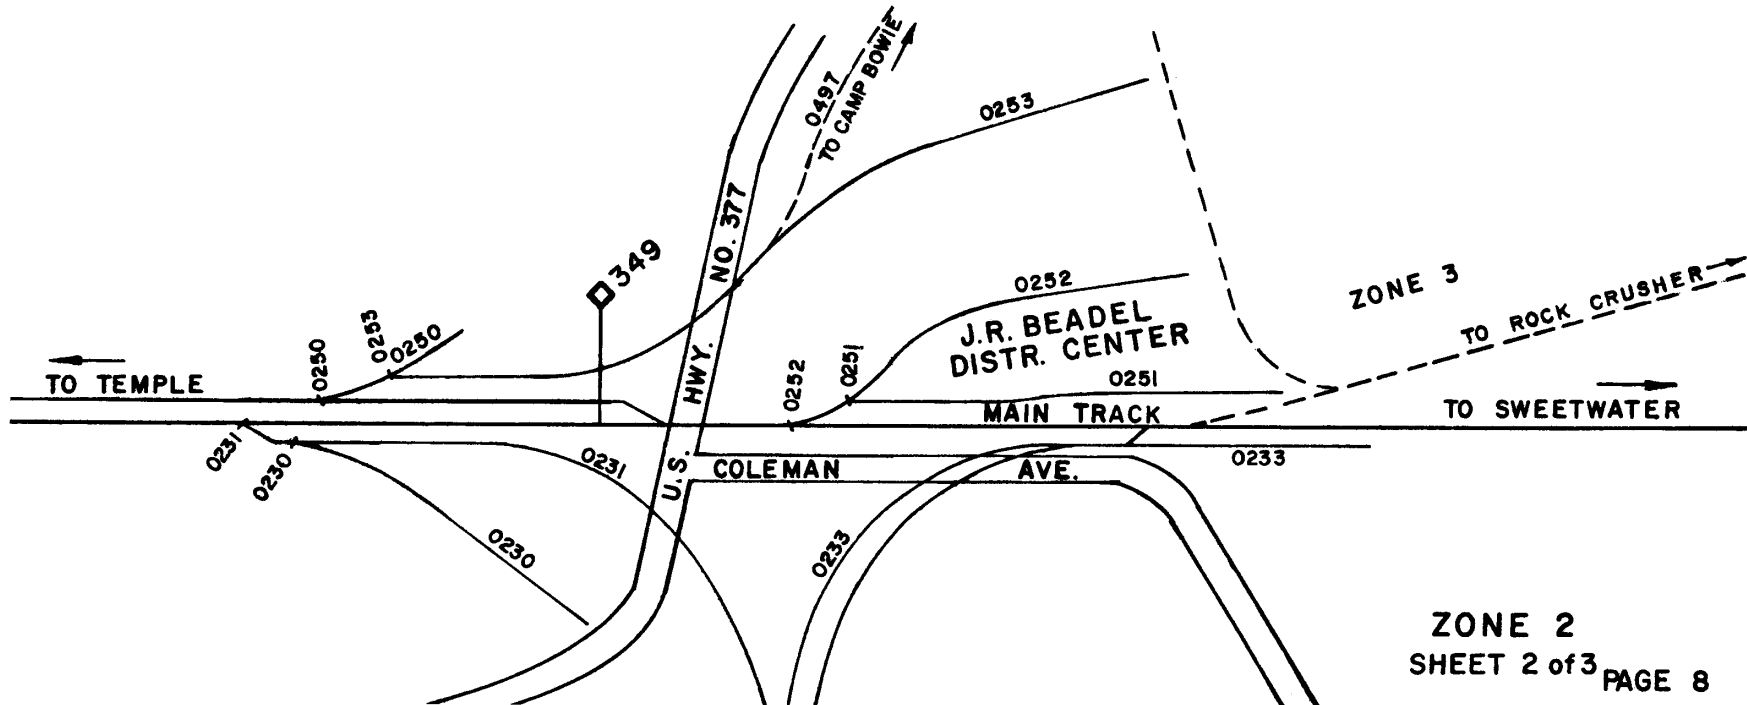 0497
TO CAMP BOWIE
0253
NO. 377
349
0252
ZONE 3
TO ROCK CRUSHER
0253
0250
0250
J.R. BEADEL
DISTR. CENTER
HWY.
0252
0251
0251
TO TEMPLE
MAIN TRACK
TO SWEETWATER
0231
0230
0231
U.S.
COLEMAN AVE.
0233
0230
0233
ZONE 2
SHEET 2 of 3
PAGE 8